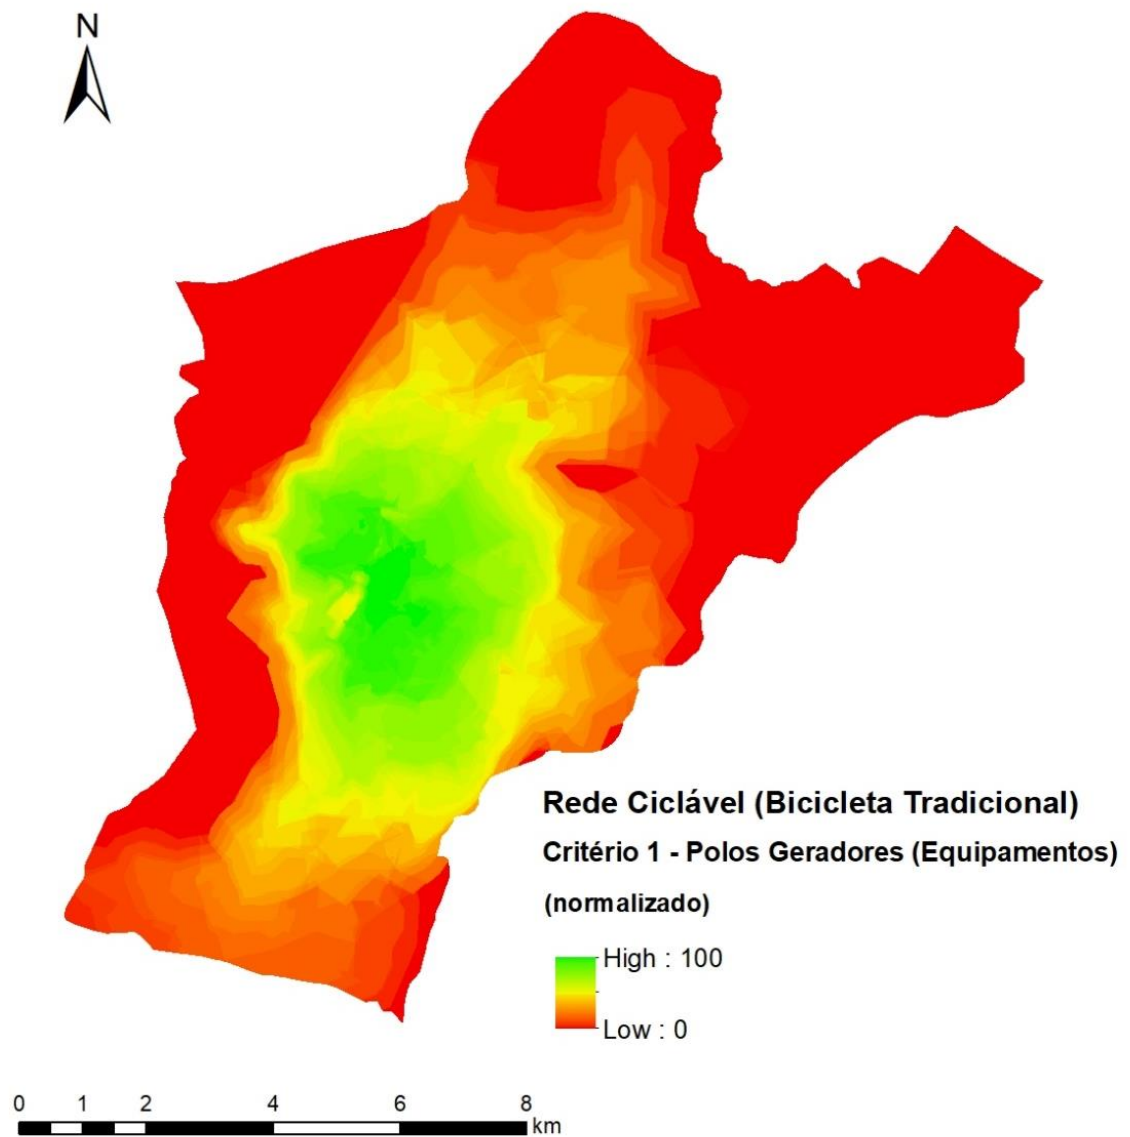 N
Rede Ciclável (Bicicleta Tradicional)
Critério 1 - Polos Geradores (Equipamentos)
(normalizado)
High : 100
Low : 0
0 1 2 4 6 8
km